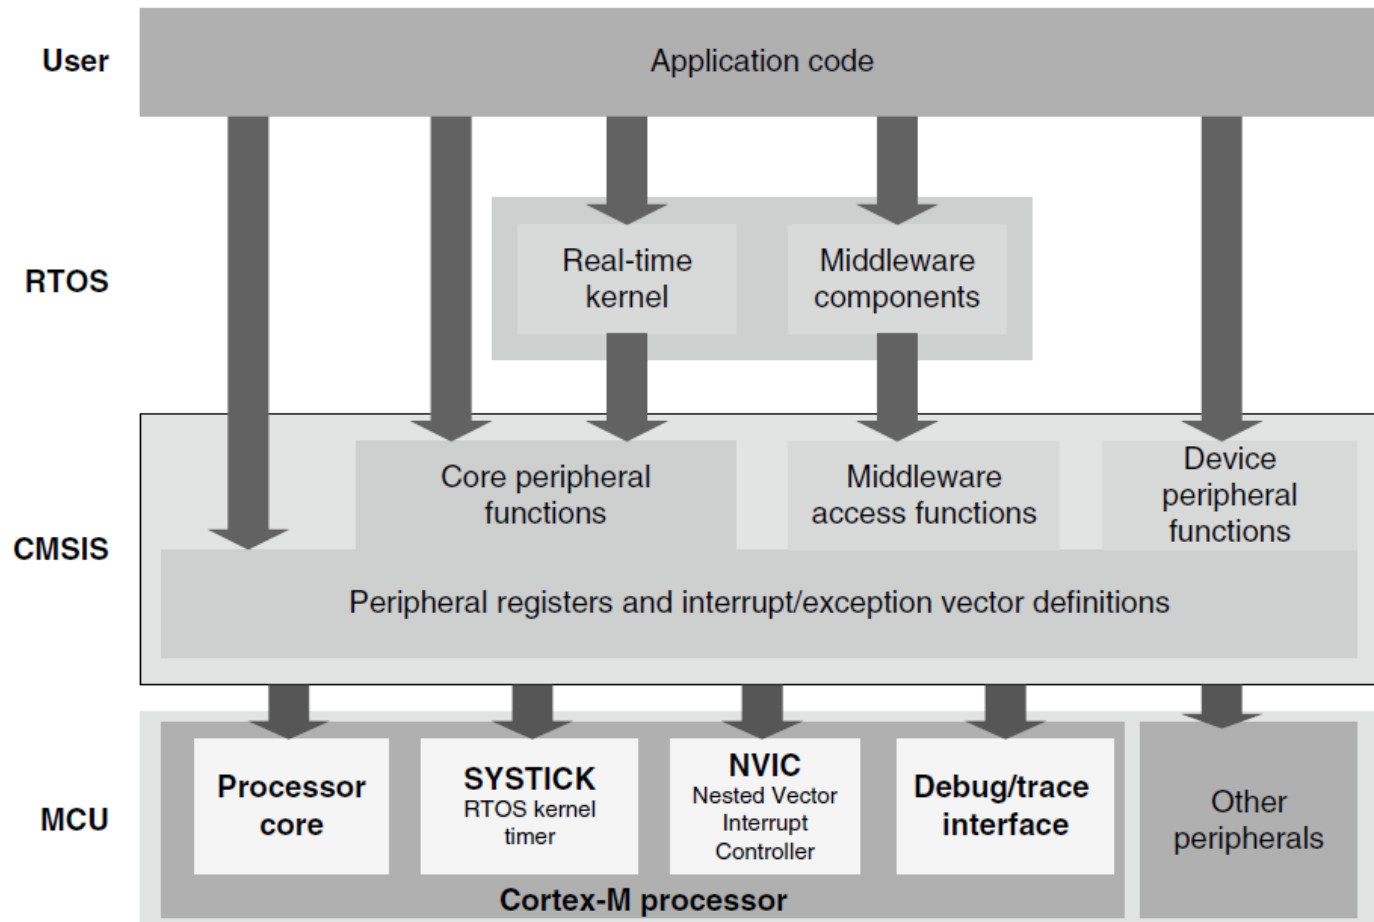 User
Application code
RTOS
Real-time
kernel
Middleware
components
CMSIS
Core peripheral
functions
Middleware
access functions
Device
peripheral
functions
Peripheral registers and interrupt/exception vector definitions
MCU
Processor
core
SYSTICK
RTOS kernel
timer
NVIC
Nested Vector
Interrupt
Controller
Debug/trace
interface
Other
peripherals
Cortex-M processor